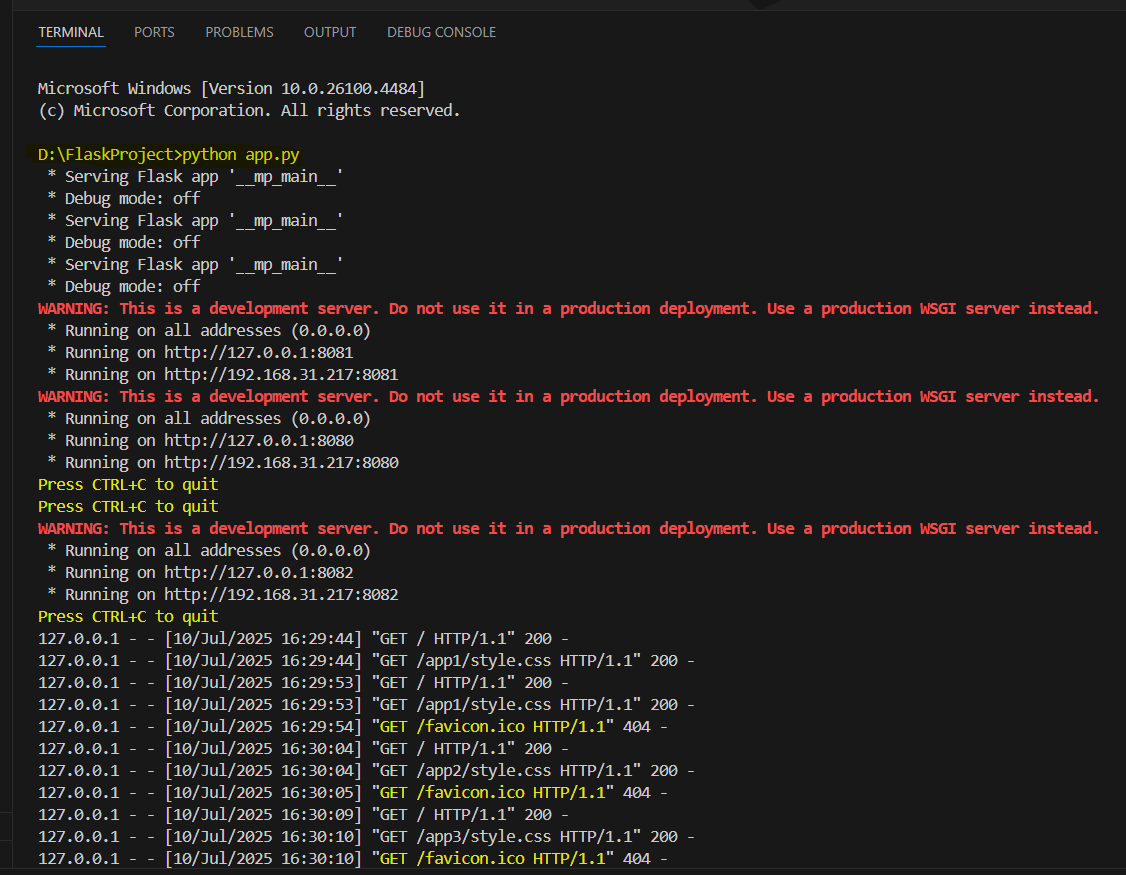 TERMINAL PORTS PROBLEMS OUTPUT DEBUG CONSOLE
Microsoft Windows [Version 10.0.26100.4484]
(c) Microsoft Corporation. All rights reserved.
D:\FlaskProject>python app.py
 * Serving Flask app '__mp_main__'
 * Debug mode: off
 * Serving Flask app '__mp_main__'
 * Debug mode: off
 * Serving Flask app '__mp_main__'
 * Debug mode: off
WARNING: This is a development server. Do not use it in a production deployment. Use a production WSGI server instead.
 * Running on all addresses (0.0.0.0)
 * Running on http://127.0.0.1:8081
 * Running on http://192.168.31.217:8081
WARNING: This is a development server. Do not use it in a production deployment. Use a production WSGI server instead.
 * Running on all addresses (0.0.0.0)
 * Running on http://127.0.0.1:8080
 * Running on http://192.168.31.217:8080
Press CTRL+C to quit
Press CTRL+C to quit
WARNING: This is a development server. Do not use it in a production deployment. Use a production WSGI server instead.
 * Running on all addresses (0.0.0.0)
 * Running on http://127.0.0.1:8082
 * Running on http://192.168.31.217:8082
Press CTRL+C to quit
127.0.0.1 - - [10/Jul/2025 16:29:44] "GET / HTTP/1.1" 200 -
127.0.0.1 - - [10/Jul/2025 16:29:44] "GET /app1/style.css HTTP/1.1" 200 -
127.0.0.1 - - [10/Jul/2025 16:29:53] "GET / HTTP/1.1" 200 -
127.0.0.1 - - [10/Jul/2025 16:29:53] "GET /app1/style.css HTTP/1.1" 200 -
127.0.0.1 - - [10/Jul/2025 16:29:54] "GET /favicon.ico HTTP/1.1" 404 -
127.0.0.1 - - [10/Jul/2025 16:30:04] "GET / HTTP/1.1" 200 -
127.0.0.1 - - [10/Jul/2025 16:30:04] "GET /app2/style.css HTTP/1.1" 200 -
127.0.0.1 - - [10/Jul/2025 16:30:05] "GET /favicon.ico HTTP/1.1" 404 -
127.0.0.1 - - [10/Jul/2025 16:30:09] "GET / HTTP/1.1" 200 -
127.0.0.1 - - [10/Jul/2025 16:30:10] "GET /app3/style.css HTTP/1.1" 200 -
127.0.0.1 - - [10/Jul/2025 16:30:10] "GET /favicon.ico HTTP/1.1" 404 -